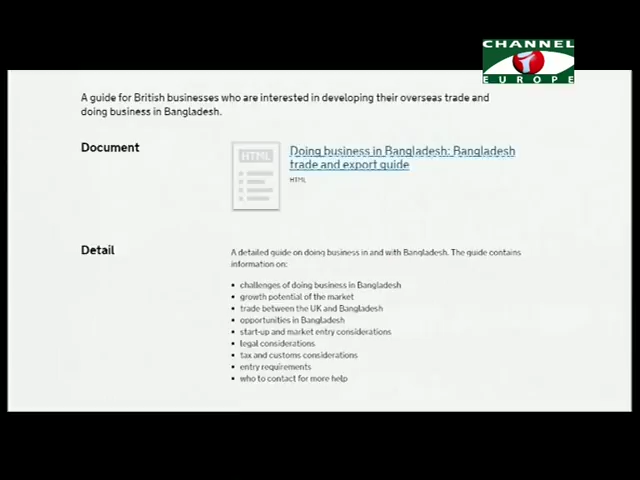 CHANNEL
i
EUROPE
A guide for British businesses who are interested in developing their overseas trade and
doing business in Bangladesh.
Document
HTML
Doing business in Bangladesh: Bangladesh
trade and export guide
HTML
Detail
A detailed guide on doing business in and with Bangladesh. The guide contains
information on:
• challenges of doing business in Bangladesh
• growth potential of the market
• trade between the UK and Bangladesh
• opportunities in Bangladesh
• start-up and market entry considerations
• legal considerations
• tax and customs considerations
• entry requirements
• who to contact for more help